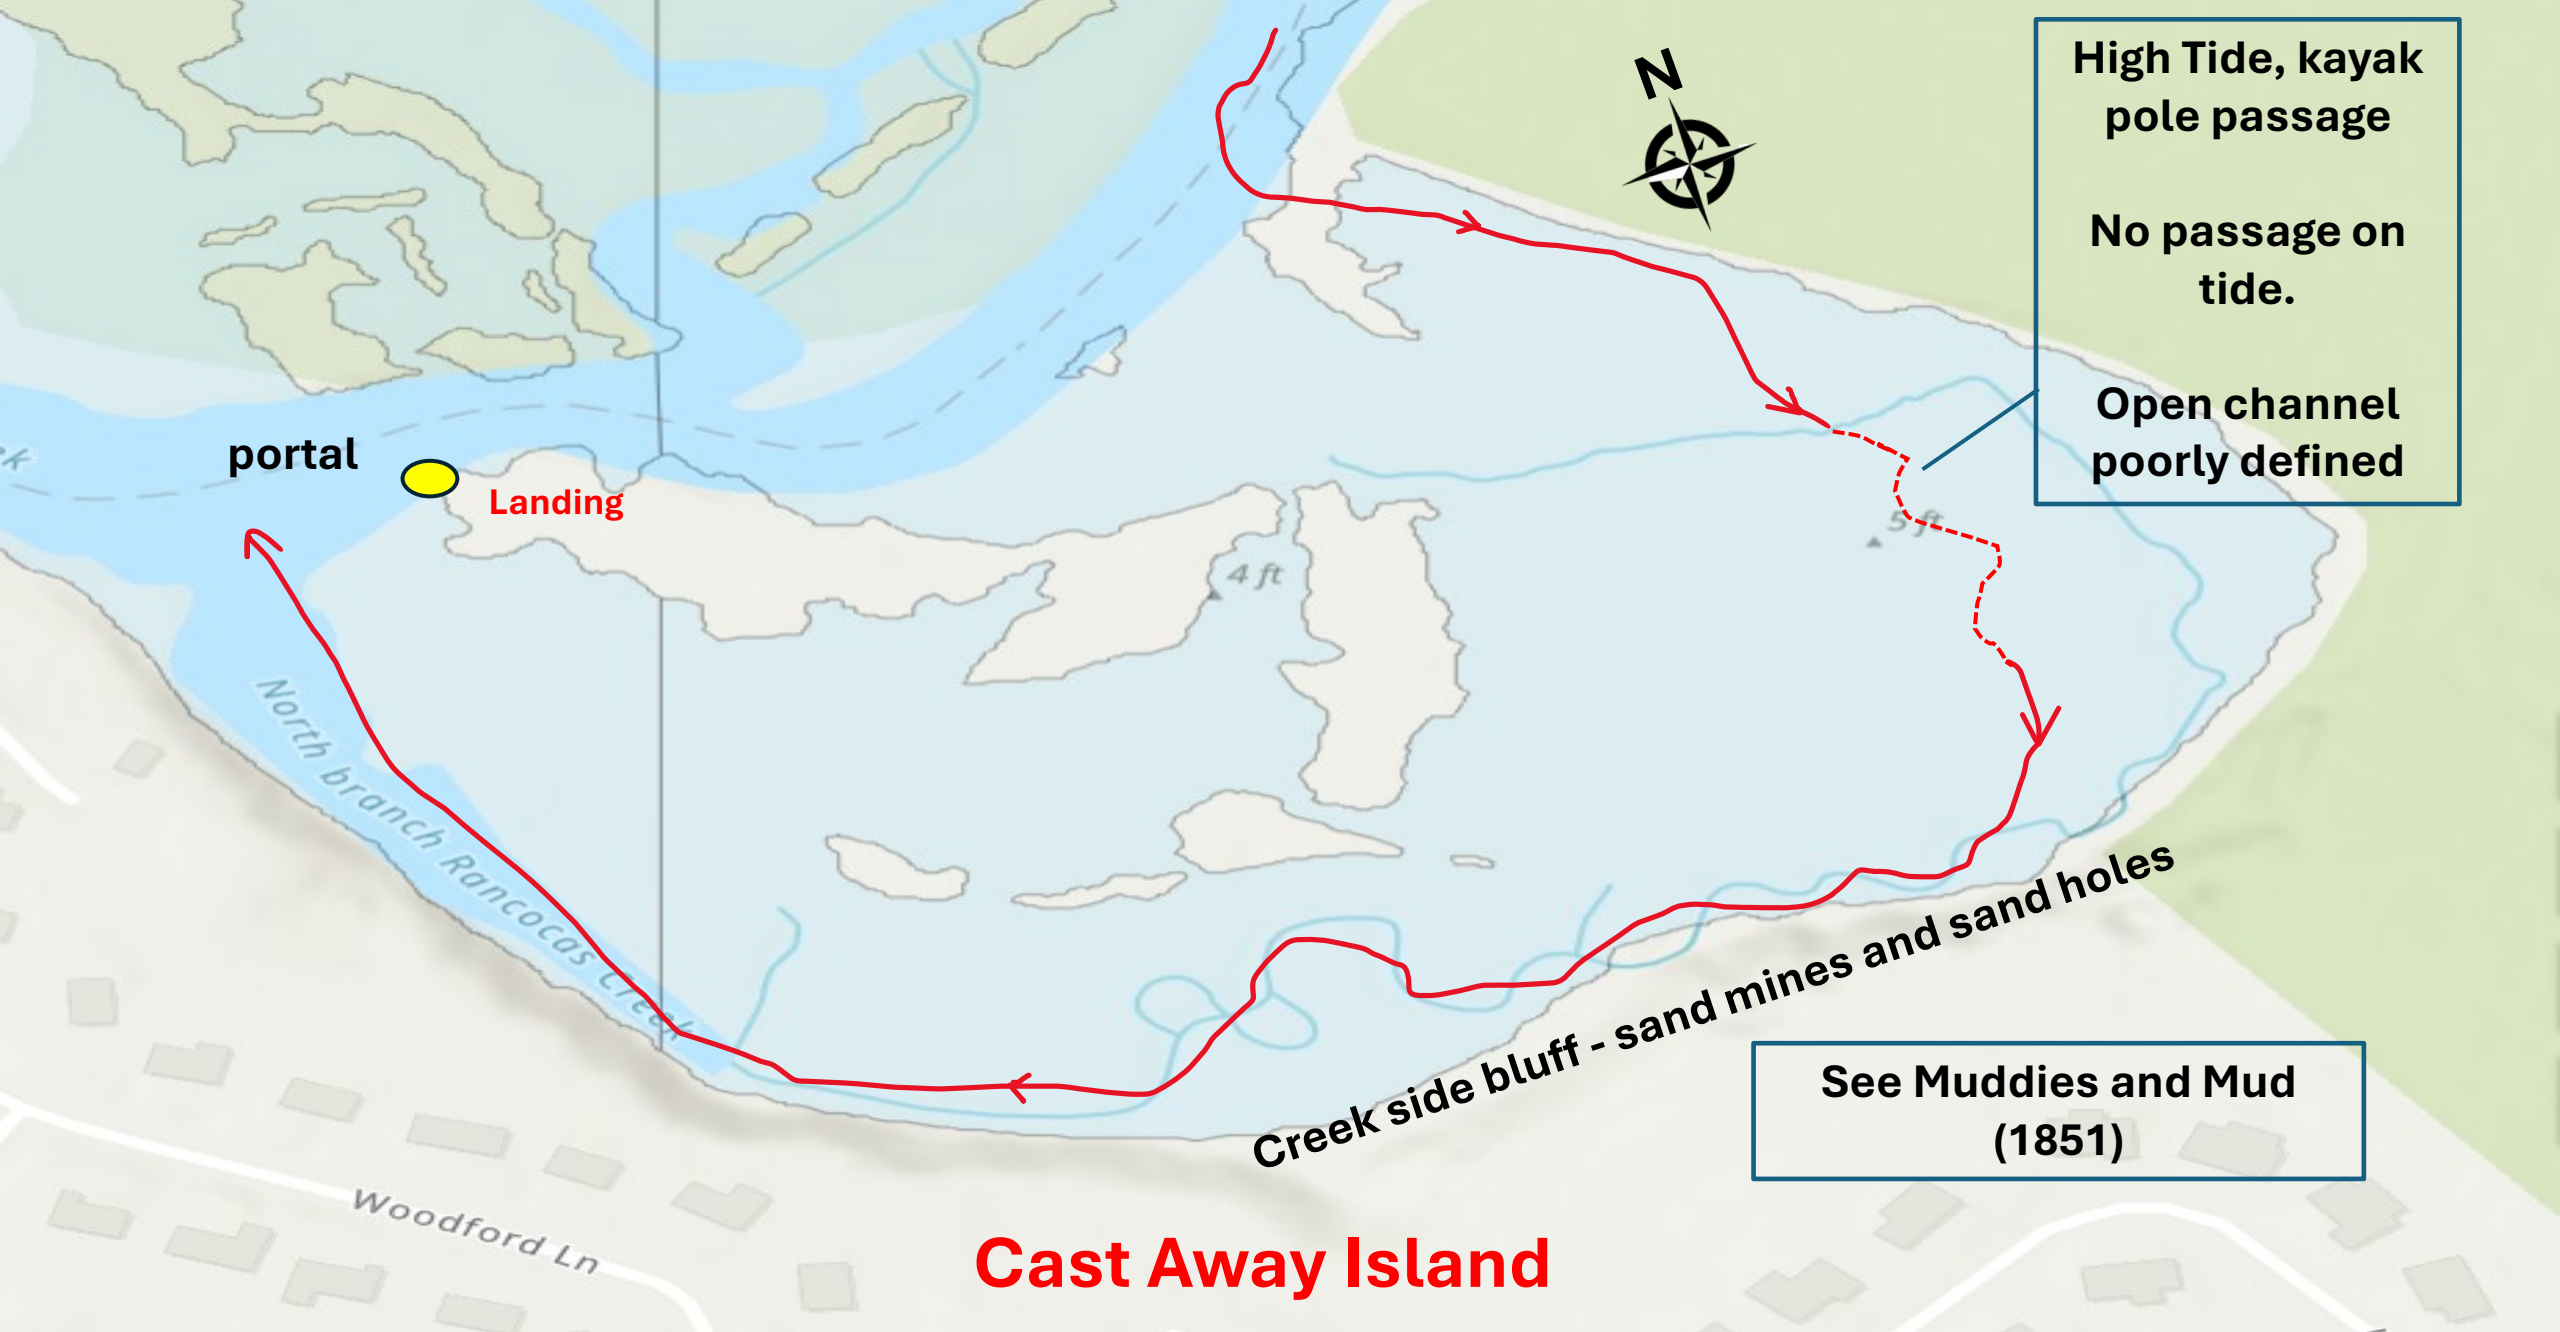 N
High Tide, kayak
pole passage
No passage on
tide.
Open channel
poorly defined
portal
Landing
ek
5 ft
4 ft
North branch Rancocas Creek
Creek side bluff - sand mines and sand holes
See Muddies and Mud
(1851)
Woodford Ln
Cast Away Island